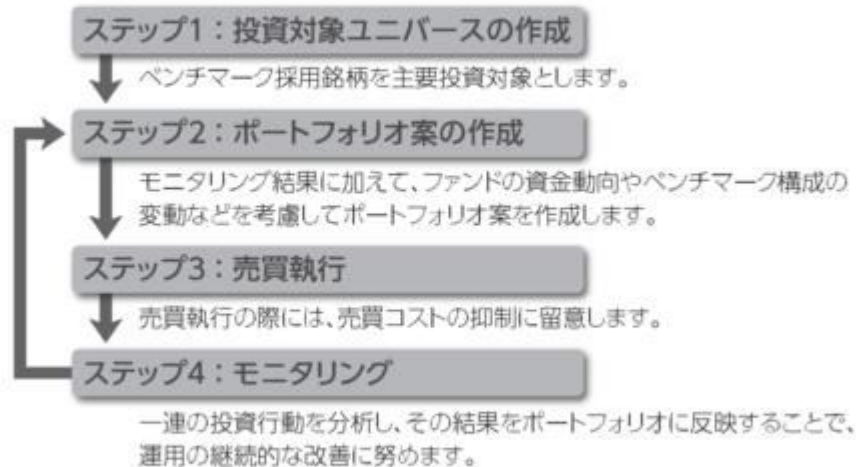 ステップ1：投資対象ユニバースの作成
ベンチマーク採用銘柄を主要投資対象とします。
ステップ2：ポートフォリオ案の作成
モニタリング結果に加えて、ファンドの資金動向やベンチマーク構成の
変動などを考慮してポートフォリオ案を作成します。
ステップ3：売買執行
売買執行の際には、売買コストの抑制に留意します。
ステップ4：モニタリング
一連の投資行動を分析し、その結果をポートフォリオに反映することで、
運用の継続的な改善に努めます。